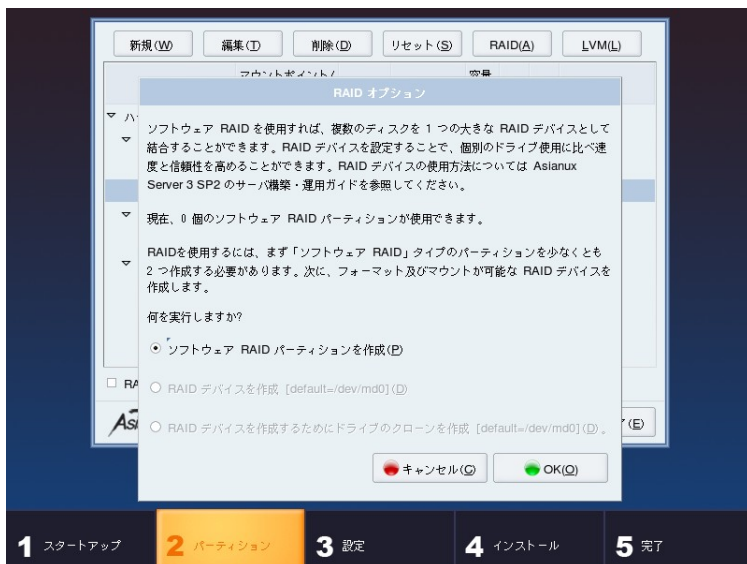 新規(W) 編集(T) 削除(D) リセット(S) RAID(A) LVM(L)
RAID オプション
ソフトウェア RAID を使用すれば、複数のディスクを 1 つの大きな RAID デバイスとして
結合することができます。RAID デバイスを設定することで、個別のドライブ使用に比べ速
度と信頼性を高めることができます。RAID デバイスの使用方法については Asianux
Server 3 SP2 のサーバ構築・運用ガイドを参照してください。
現在、0 個のソフトウェア RAID パーティションが使用できます。
RAIDを使用するには、まず「ソフトウェア RAID」タイプのパーティションを少なくとも
2 つ作成する必要があります。次に、フォーマット及びマウントが可能な RAID デバイスを
作成します。
何を実行しますか?
ソフトウェア RAID パーティションを作成(P)
RAID デバイスを作成 [default=/dev/md0](D)
RAID デバイスを作成するためにドライブのクローンを作成 [default=/dev/md0](D)。
(E)
キャンセル(C) OK(O)
1 スタートアップ 2 パーティション 3 設定 4 インストール 5 完了